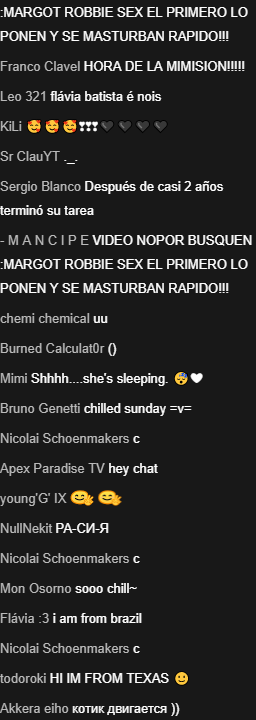 :MARGOT ROBBIE SEX EL PRIMERO LO
PONEN Y SE MASTURBAN RAPIDO!!!
Franco Clavel HORA DE LA MIMISION!!!!!
Leo 321 flávia batista é nois
KiLi 🥰🥰🥰❣❣❣🖤🖤🖤🖤
Sr ClauYT ._.
Sergio Blanco Después de casi 2 años
terminó su tarea
- M A N C I P E VIDEO NOPOR BUSQUEN
:MARGOT ROBBIE SEX EL PRIMERO LO
PONEN Y SE MASTURBAN RAPIDO!!!
chemi chemical uu
Burned Calculat0r ()
Mimi Shhhh....she's sleeping. 😴🤍
Bruno Genetti chilled sunday =v=
Nicolai Schoenmakers c
Apex Paradise TV hey chat
young'G' IX
NullNekit РА-СИ-Я
Nicolai Schoenmakers c
Mon Osorno sooo chill~
Flávia :3 i am from brazil
Nicolai Schoenmakers c
todoroki HI IM FROM TEXAS 🙂
Akkera eiho котик двигается ))